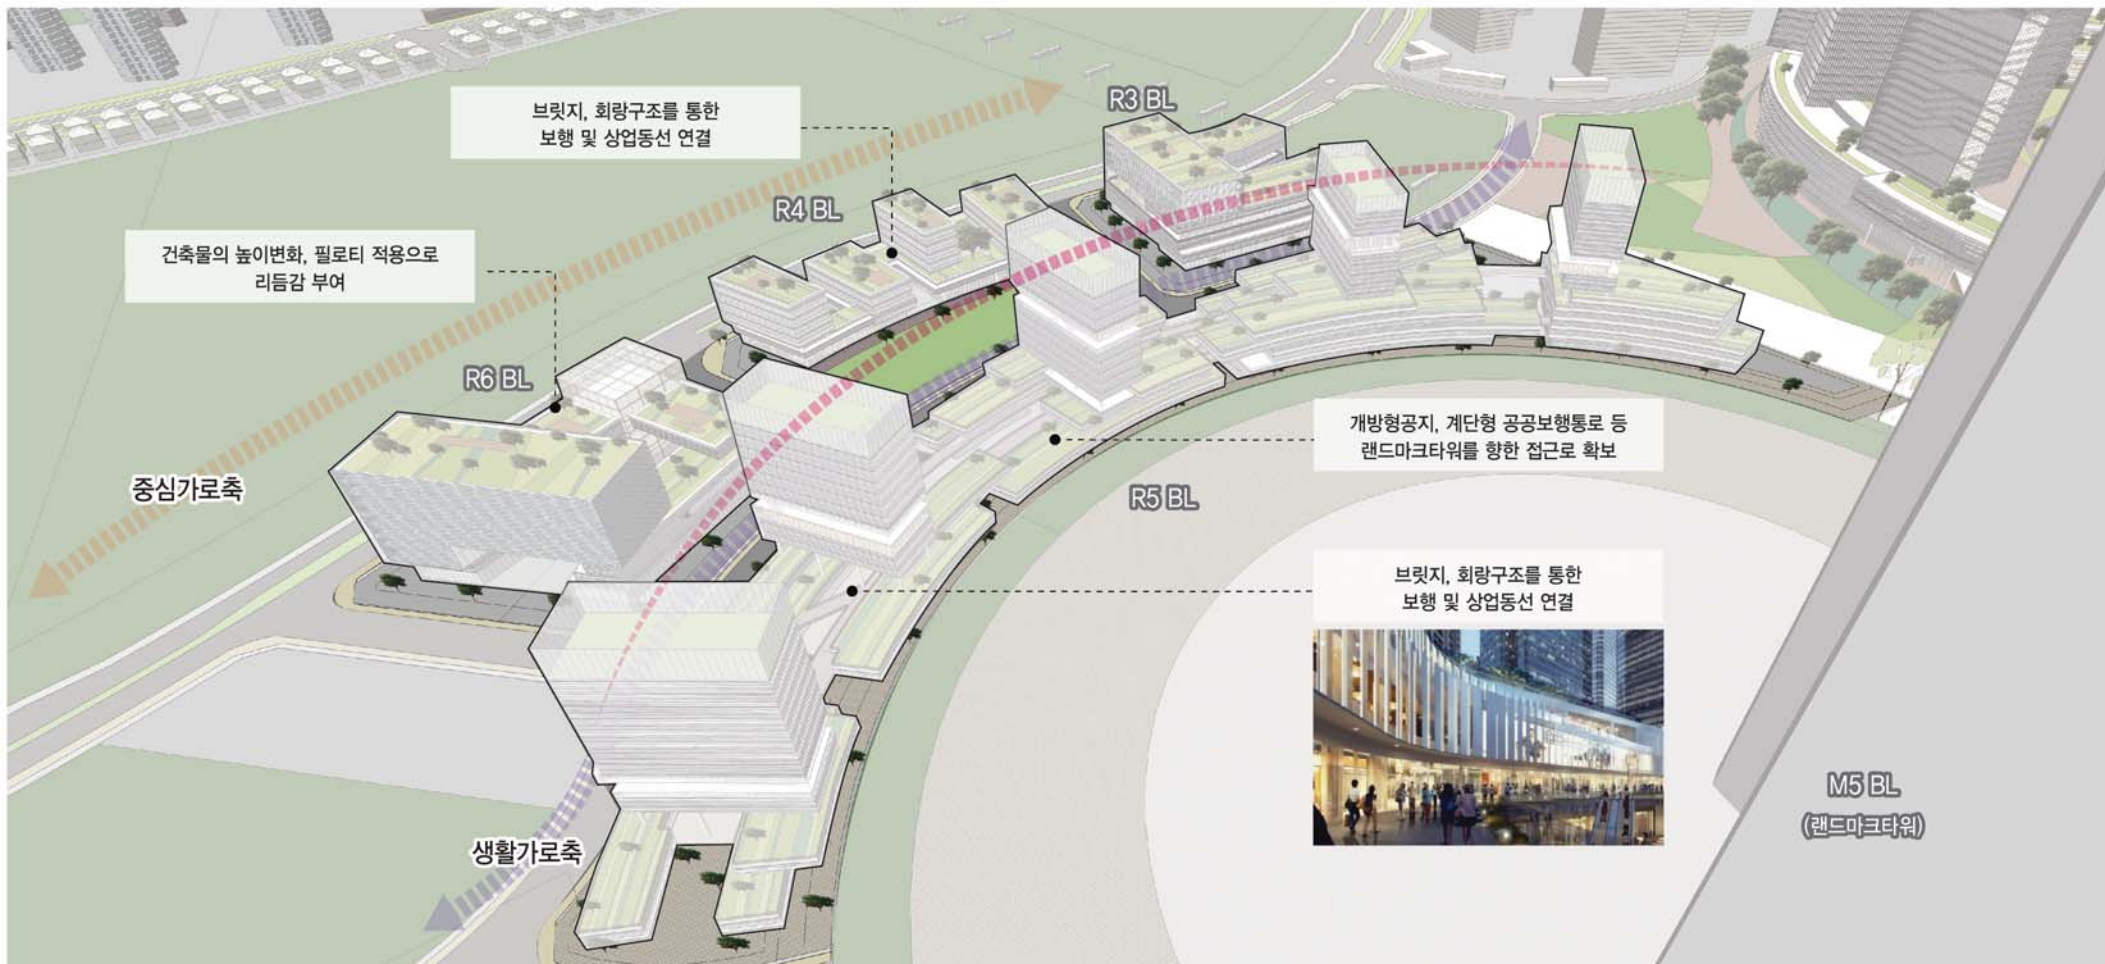 R3 BL
브릿지, 회랑구조를 통한
보행 및 상업동선 연결
R4 BL
건축물의 높이변화, 필로티 적용으로
리듬감 부여
R6 BL
개방형공지, 계단형 공공보행통로 등
랜드마크타워를 향한 접근로 확보
중심가로축
R5 BL
브릿지, 회랑구조를 통한
보행 및 상업동선 연결
M5 BL
(랜드마크타워)
생활가로축